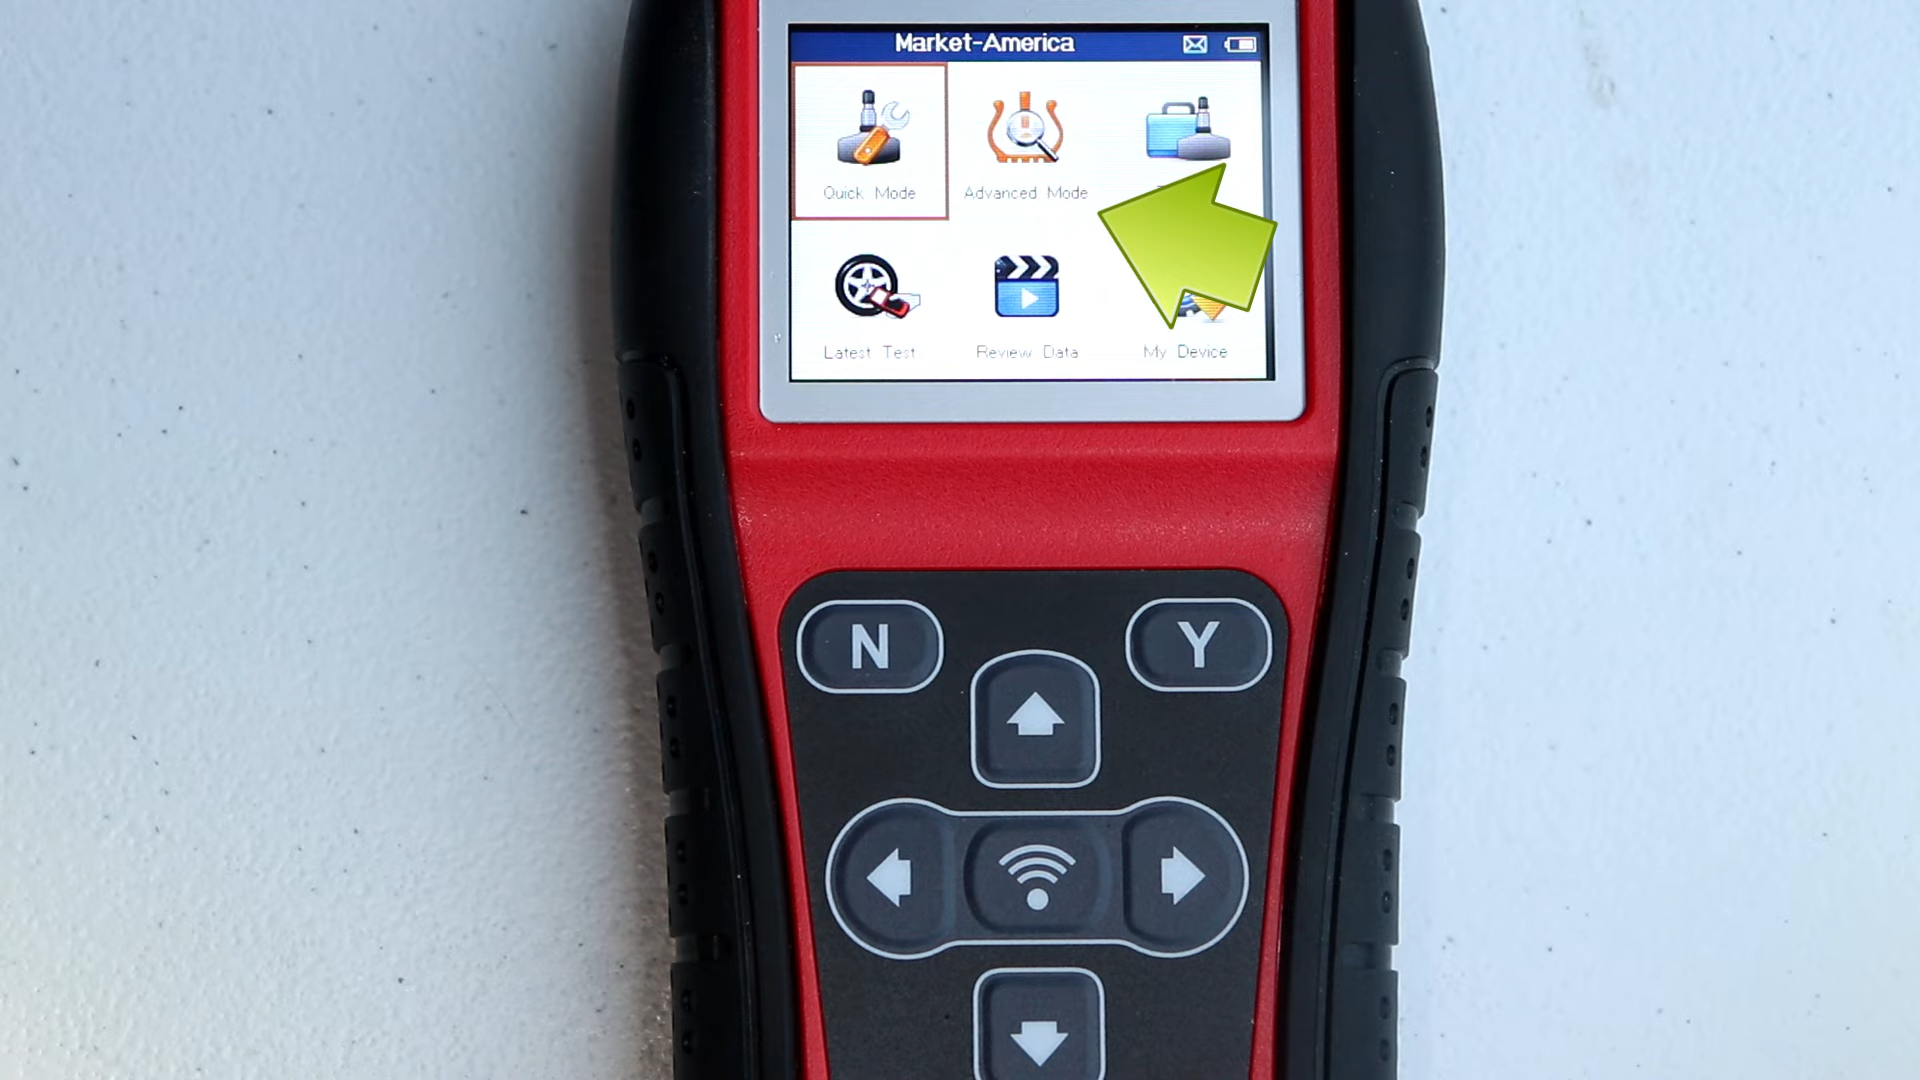 Market-America
Quick Mode
Advanced Mode
Latest Test
Review Data
My Device
N
Y